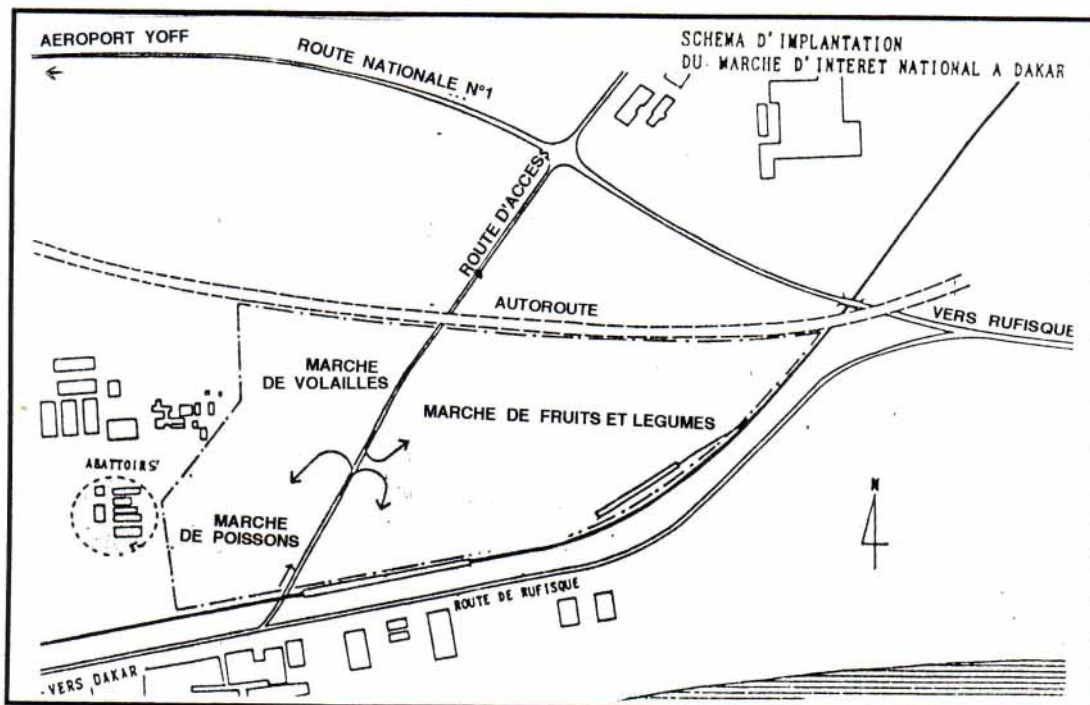 AEROPORT YOFF
ROUTE NATIONALE N°1
SCHEMA D'IMPLANTATION
DU MARCHE D'INTERET NATIONAL A DAKAR
ROUTE D'ACCES
AUTOROUTE
VERS RUFISQUE
MARCHE
DE VOLAILLES
MARCHE DE FRUITS ET LEGUMES
ABATTOIRS
MARCHE
DE POISSONS
N
ROUTE DE RUFISQUE
VERS DAKAR